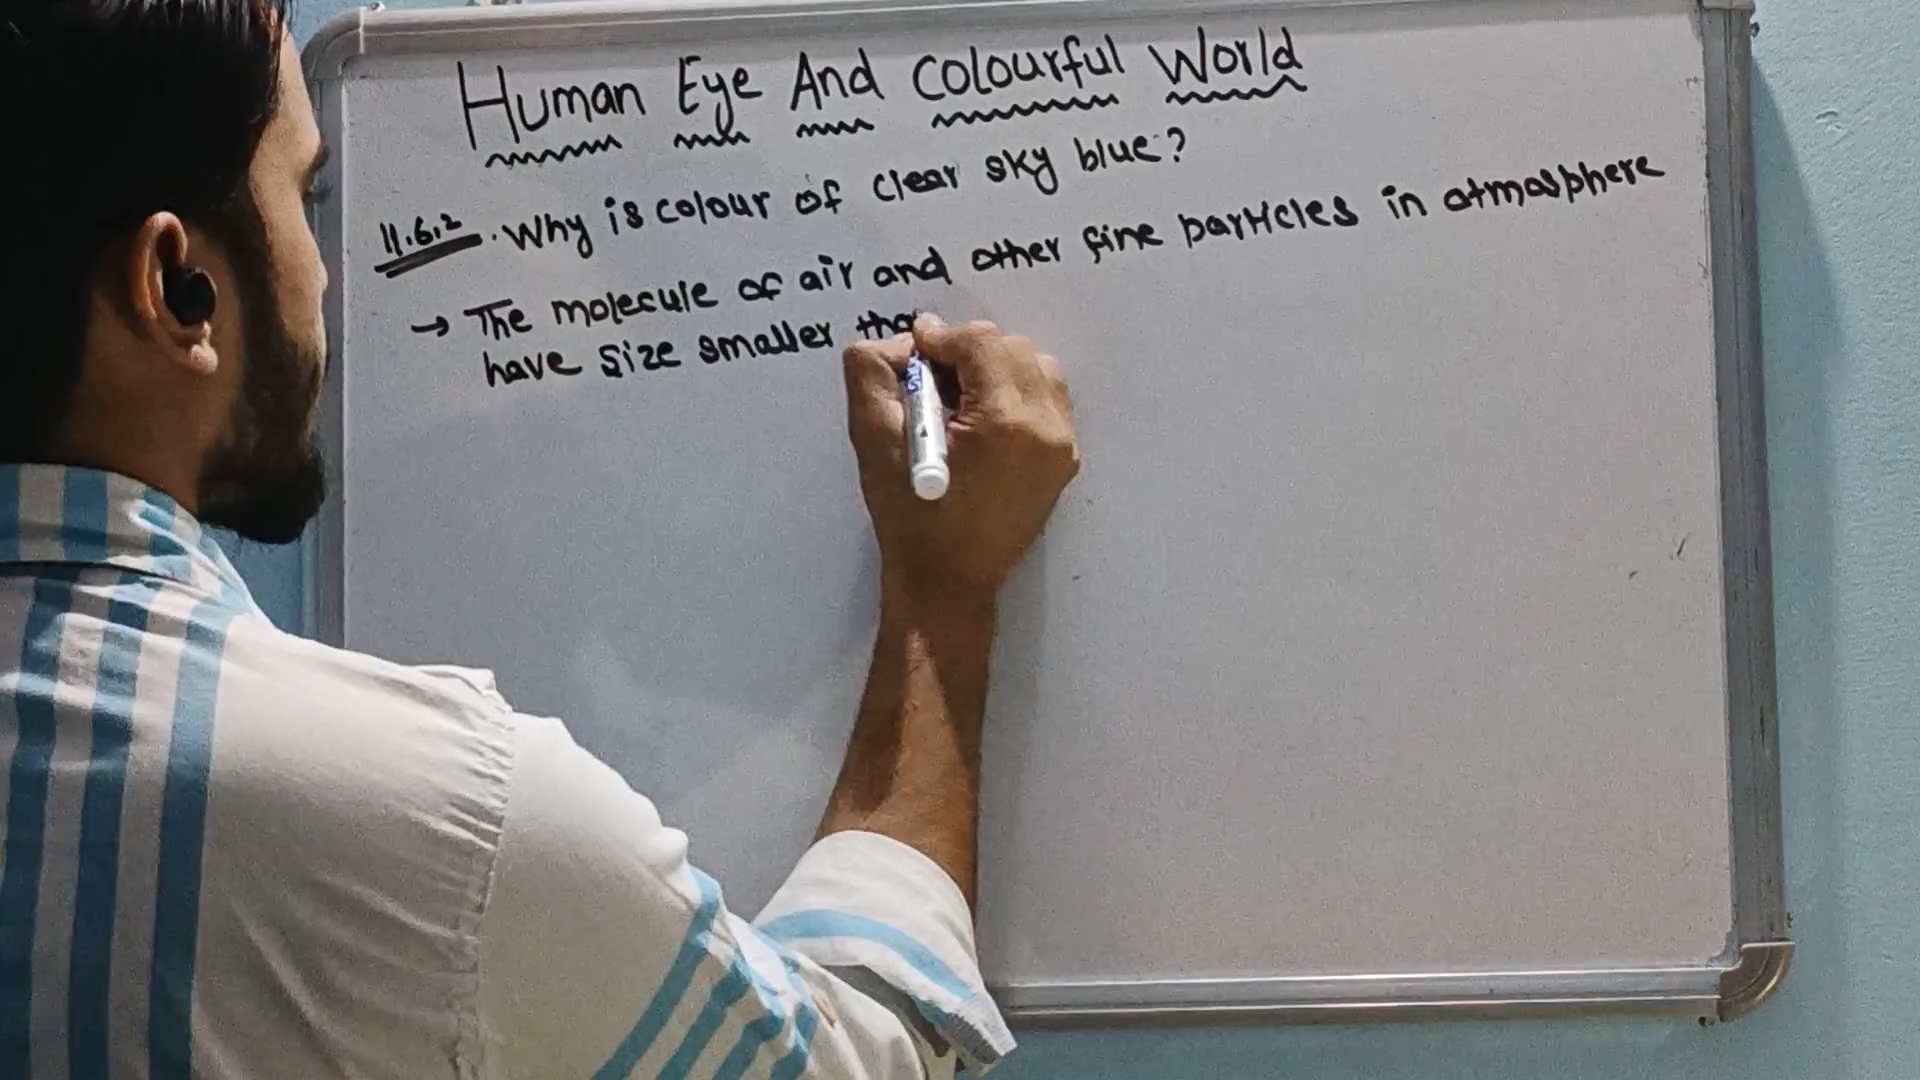 Human Eye And Colourful World
11.6.2. Why is colour of clear sky blue?
→ The molecule of air and other fine particles in atmosphere
have size smaller tha